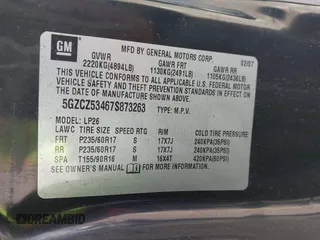 GM
MFD BY GENERAL MOTORS CORP. 02/07
GVWR GAWR FRT GAWR RR
2220KG(4894LB) 1130KG(2491LB) 1105KG(2436LB)
THIS VEHICLE CONFORMS TO ALL APPLICABLE U.S. FEDERAL MOTOR
VEHICLE SAFETY AND THEFT PREVENTION STANDARDS IN EFFECT
ON THE DATE OF MANUFACTURE SHOWN ABOVE.
5GZCZ53467S873263 TYPE: M.P.V.
MODEL: LP26
LAWC TIRE SIZE SPEED RTG RIM COLD TIRE PRESSURE
FRT P235/60R17 S 17X7J 240KPA(35PSI)
RR P235/60R17 S 17X7J 240KPA(35PSI)
SPA T155/90R16 M 16X4T 420KPA(60PSI)
SEE OWNER'S MANUAL FOR MORE INFORMATION.
CARFAST.EXPRESS